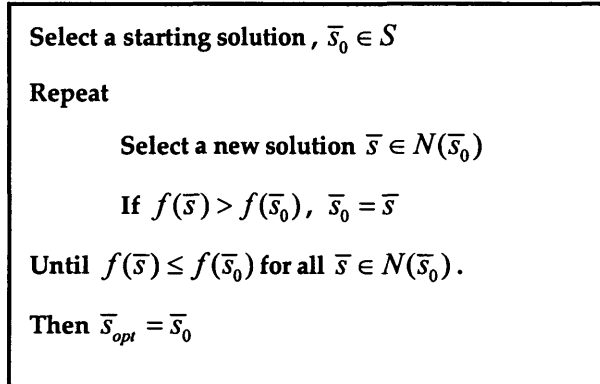 Select a starting solution , s̅₀ ∈ S
Repeat
Select a new solution s̅ ∈ N(s̅₀)
If f(s̅) > f(s̅₀), s̅₀ = s̅
Until f(s̅) ≤ f(s̅₀) for all s̅ ∈ N(s̅₀).
Then s̅ₒₚₜ = s̅₀